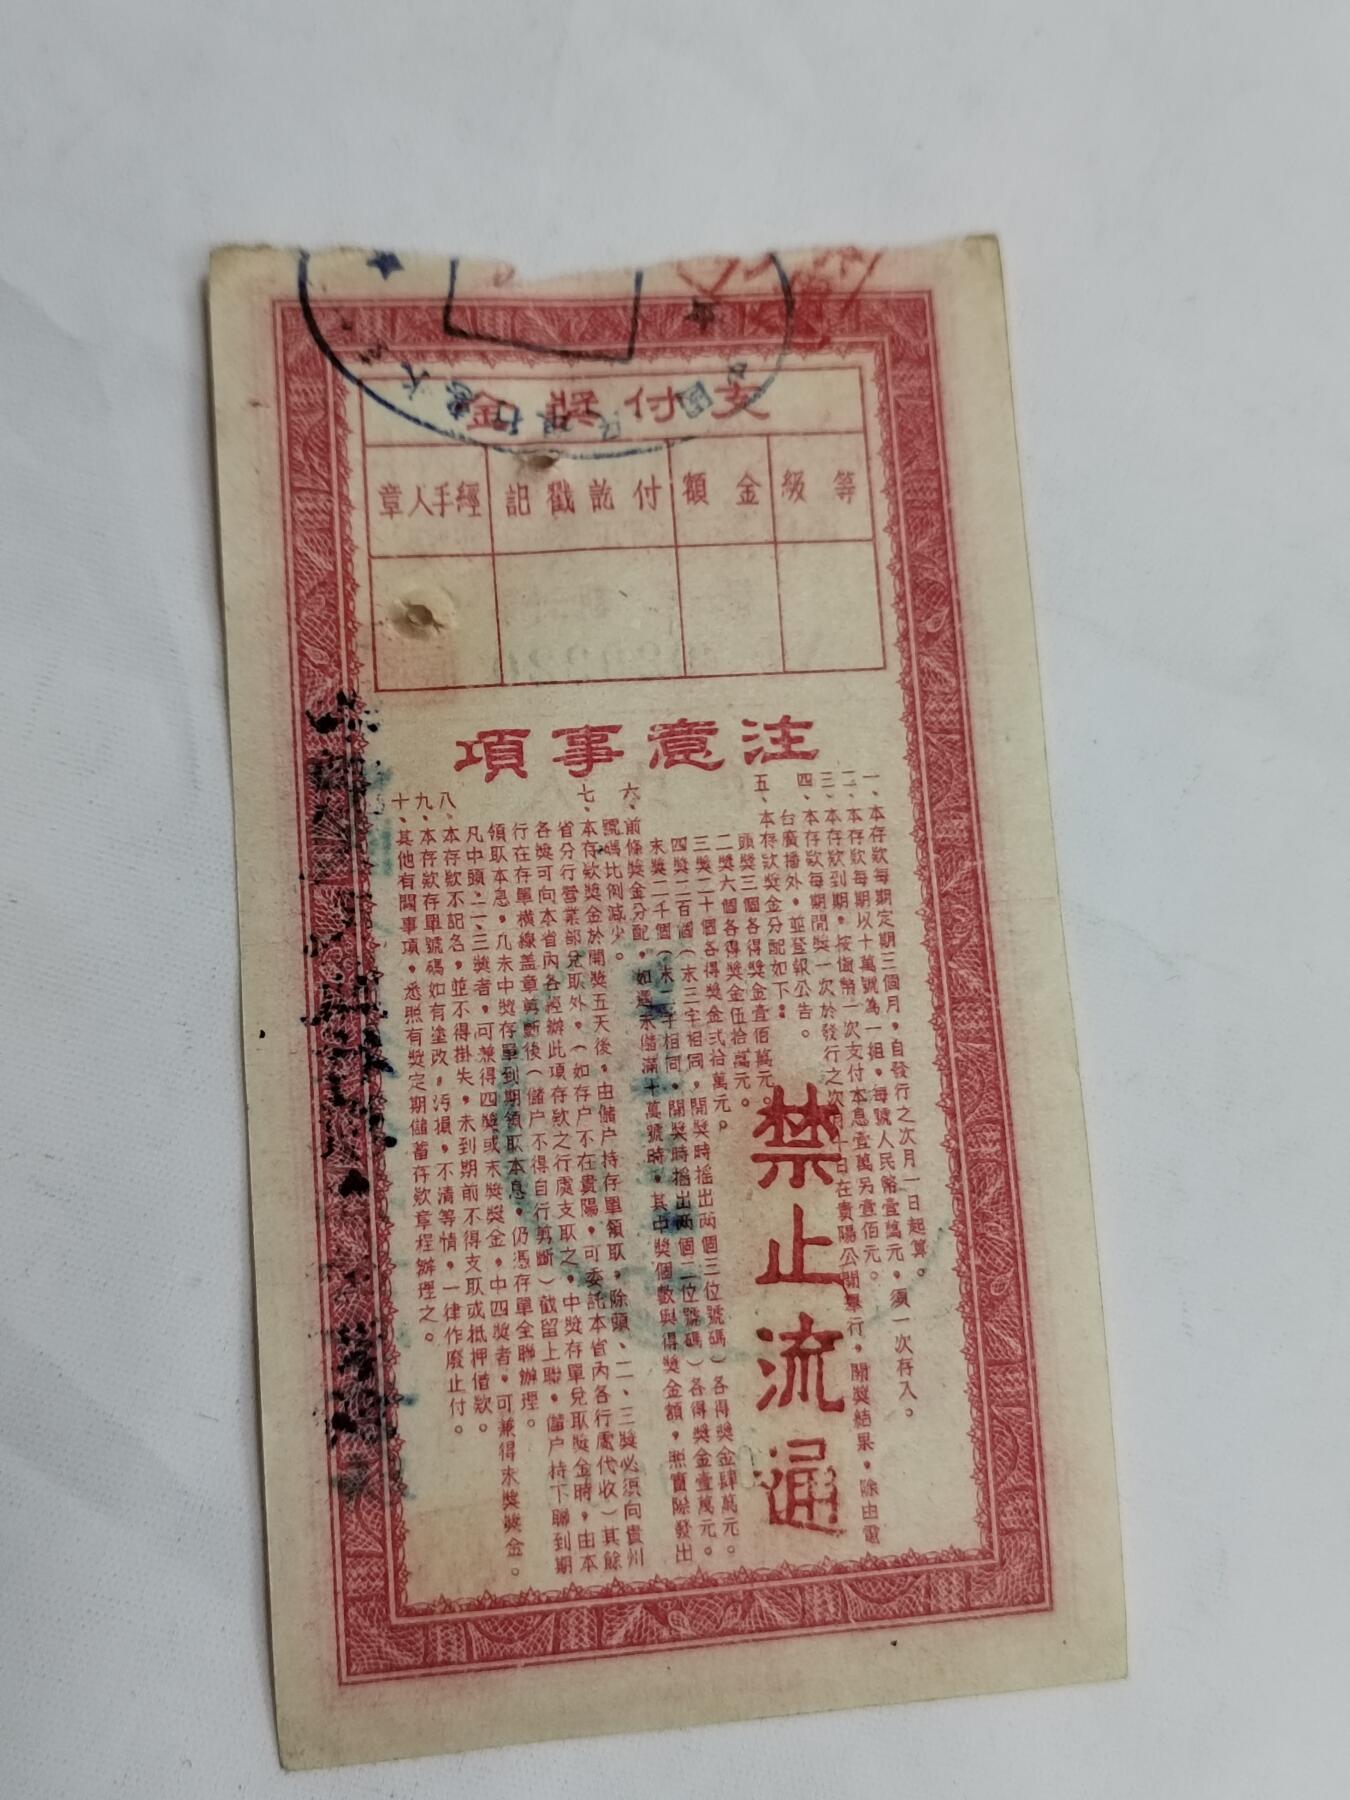 支付獎金
等級
金額
付訖戳記
經手人章
注意事項
一、本存款每期定期三個月，自發行之次月一日起算。
二、本存款每期以十萬號為一組，每號人民幣壹萬元，須一次存入。
三、本存款到期，按貨幣一次支付本息壹萬另壹佰元。
四、本存款每期開獎一次於發行之次月十日在貴陽公開舉行，開獎結果，除由電
台廣播外，並登報公告。
五、本存款獎金分配如下：
頭獎三個各得獎金壹佰萬元。
二獎六個各得獎金伍拾萬元。
三獎二十個各得獎金弍拾萬元。
四獎二百個（末三字相同，開獎時搖出两個三位號碼）各得獎金肆萬元。
末獎二千個（末二字相同，開獎時搖出两個二位號碼）各得獎金壹萬元。
六、前條獎金分配，如遇未儲滿十萬號時，其中獎個數與得獎金額，照實際發出
號碼比例減少。
七、本存款獎金於開獎五天後，由儲户持存單領取，除頭、二、三獎必須向貴州
省分行營業部兌取外，（如存户不在貴陽，可委託本省內各行處代收）其餘
各獎可向本省內各經辦此項存款之行處支取之，中獎存單兌取獎金時，由本
行在存單橫線盖章剪斷後（儲户不得自行剪斷）截留上聯，儲户持下聯到期
領取本息，凡未中獎存單到期領取本息，仍憑存單全聯辦理。
凡中頭、二、三獎者，可兼得四獎或末獎獎金，中四獎者，可兼得末獎獎金。
八、本存款不記名，並不得掛失，未到期前不得支取或抵押借款。
九、本存款存單號碼如有塗改，污損，不清等情，一律作廢止付。
十、其他有關事項，悉照有獎定期儲蓄存款章程辦理之。
禁止流通